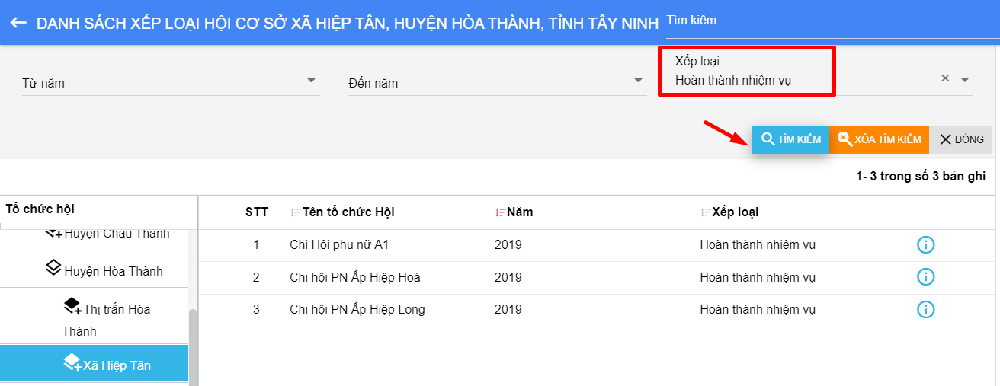 DANH SÁCH XẾP LOẠI HỘI CƠ SỞ XÃ HIỆP TÂN, HUYỆN HÒA THÀNH, TỈNH TÂY NINH
Tìm kiếm
Từ năm
Đến năm
Xếp loại
Hoàn thành nhiệm vụ
TÌM KIẾM
XÓA TÌM KIẾM
ĐÓNG
1- 3 trong số 3 bản ghi
Tổ chức hội
Huyện Châu Thành
Huyện Hòa Thành
Thị trấn Hòa
Thành
Xã Hiệp Tân
STT Tên tổ chức Hội Năm Xếp loại
1 Chi Hội phụ nữ A1 2019 Hoàn thành nhiệm vụ
2 Chi hội PN Ấp Hiệp Hoà 2019 Hoàn thành nhiệm vụ
3 Chi hội PN Ấp Hiệp Long 2019 Hoàn thành nhiệm vụ